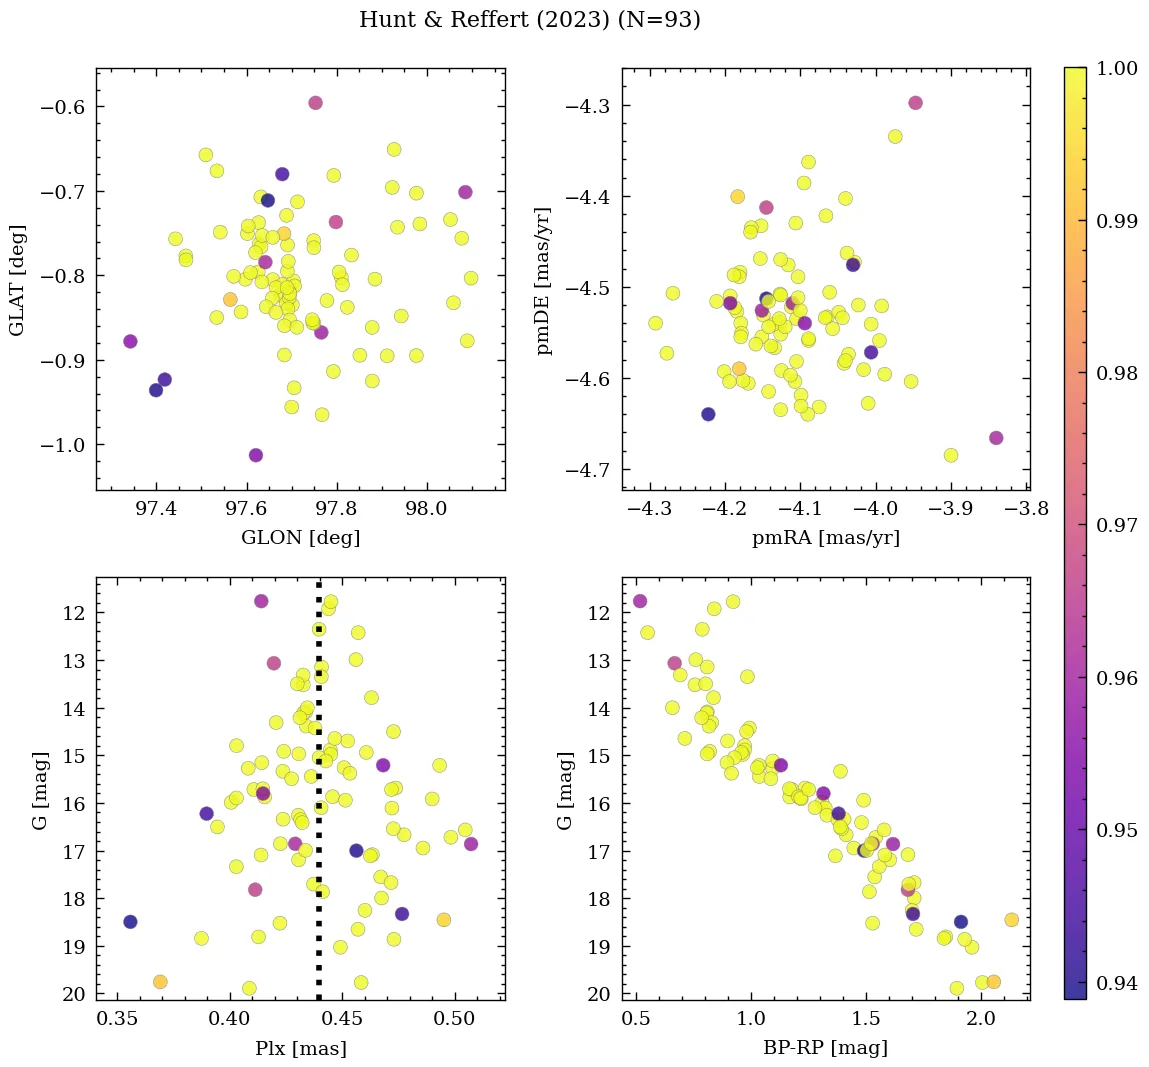 Hunt & Reffert (2023) (N=93)
−0.6
−0.7
−0.8
−0.9
−1.0
GLAT [deg]
97.4 97.6 97.8 98.0
GLON [deg]
−4.3
−4.4
−4.5
−4.6
−4.7
pmDE [mas/yr]
−4.3 −4.2 −4.1 −4.0 −3.9 −3.8
pmRA [mas/yr]
12
13
14
15
16
17
18
19
20
G [mag]
0.35 0.40 0.45 0.50
Plx [mas]
12
13
14
15
16
17
18
19
20
G [mag]
0.5 1.0 1.5 2.0
BP-RP [mag]
1.00
0.99
0.98
0.97
0.96
0.95
0.94